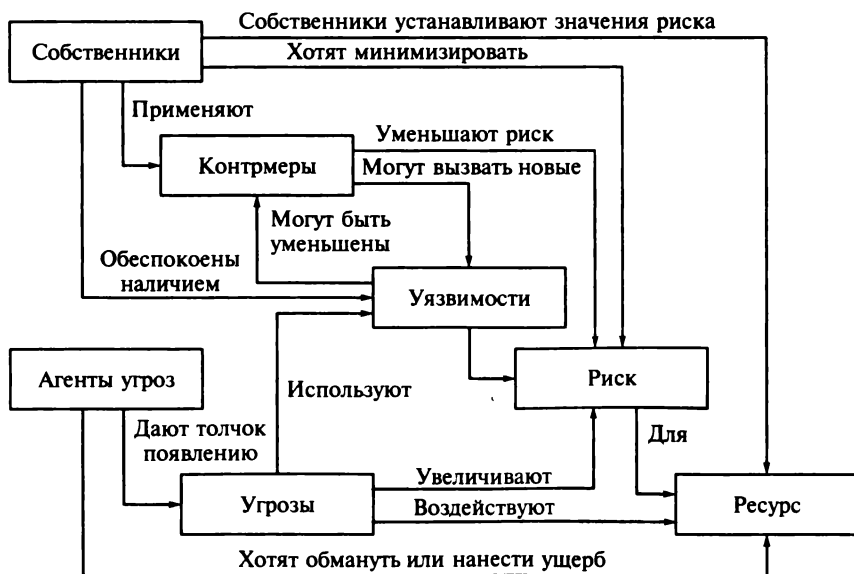 Собственники устанавливают значения риска
Собственники
Хотят минимизировать
Применяют
Уменьшают риск
Контрмеры
Могут вызвать новые
Могут быть
уменьшены
Обеспокоены
наличием
Уязвимости
Агенты угроз
Используют
Риск
Дают толчок
появлению
Для
Увеличивают
Угрозы
Воздействуют
Ресурс
Хотят обмануть или нанести ущерб